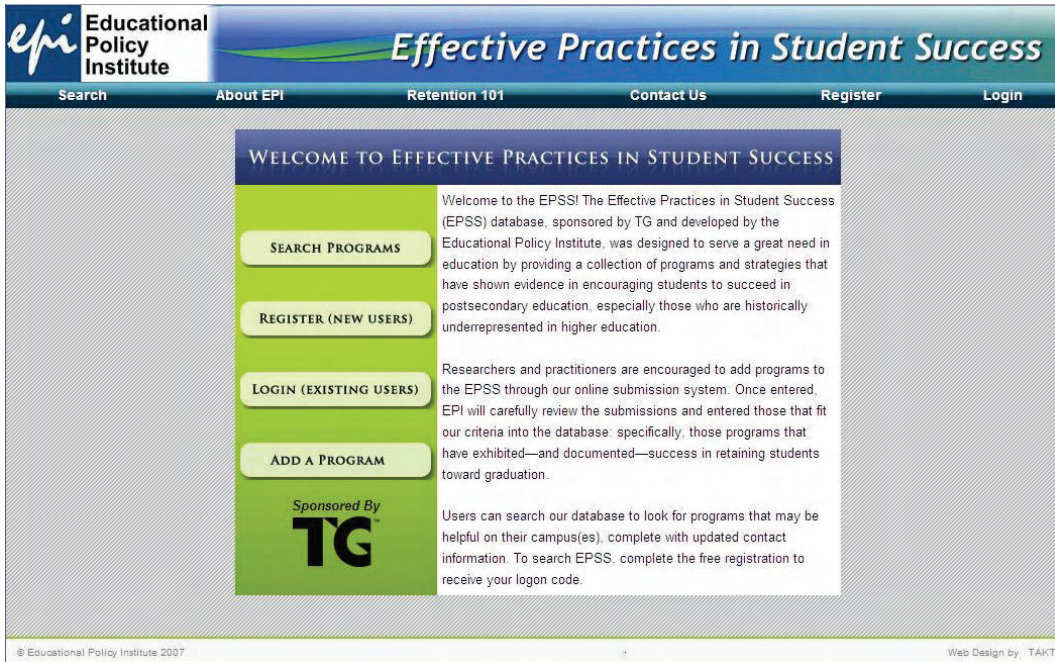 epi
Educational
Policy
Institute
Effective Practices in Student Success
Search About EPI Retention 101 Contact Us Register Login
WELCOME TO EFFECTIVE PRACTICES IN STUDENT SUCCESS
SEARCH PROGRAMS
REGISTER (NEW USERS)
LOGIN (EXISTING USERS)
ADD A PROGRAM
Sponsored By
TG™
Welcome to the EPSS! The Effective Practices in Student Success
(EPSS) database, sponsored by TG and developed by the
Educational Policy Institute, was designed to serve a great need in
education by providing a collection of programs and strategies that
have shown evidence in encouraging students to succeed in
postsecondary education, especially those who are historically
underrepresented in higher education.
Researchers and practitioners are encouraged to add programs to
the EPSS through our online submission system. Once entered,
EPI will carefully review the submissions and entered those that fit
our criteria into the database: specifically, those programs that
have exhibited—and documented—success in retaining students
toward graduation.
Users can search our database to look for programs that may be
helpful on their campus(es), complete with updated contact
information. To search EPSS, complete the free registration to
receive your logon code.
© Educational Policy Institute 2007
Web Design by TAKT